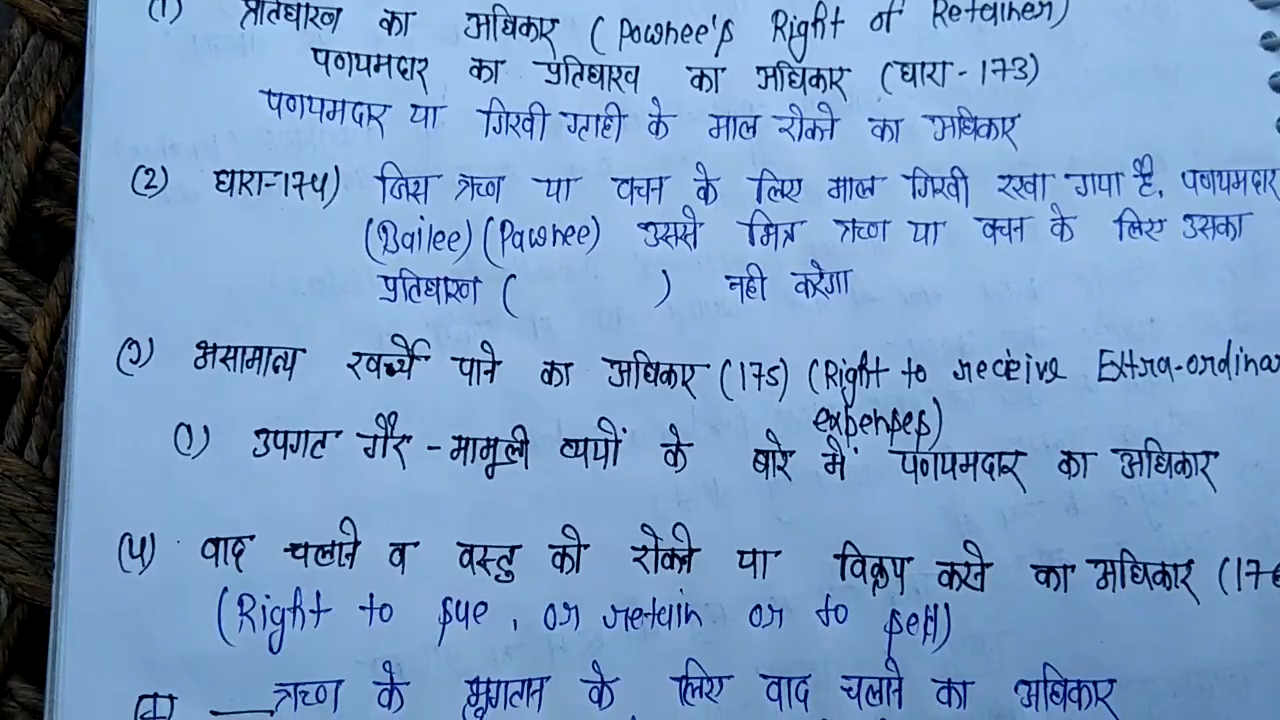 (1) प्रतिधारण का अधिकार (Pawnee's Right of Retainer)
पणयमदार का प्रतिधारण का अधिकार (धारा-173)
पणयमदार या गिरवी ग्राही के माल रोकने का अधिकार
(2) धारा-174) जिस ऋण या वचन के लिए माल गिरवी रखा गया है, पणयमदार
(Bailee) (Pawnee) उससे भिन्न ऋण या वचन के लिए उसका
प्रतिधारण ( ) नही करेगा
(3) असामान्य खर्च्चे पाने का अधिकार (175) (Right to receive Extra-ordina
expenses)
(1) उपगत गैर-मामूली व्ययों के बारे में पणयमदार का अधिकार
(4) वाद चलाने व वस्तु को रोकने या विक्रय करने का अधिकार (176
(Right to sue, or retain or to sell)
ऋण के भुगतान के लिए वाद चलाने का अधिकार